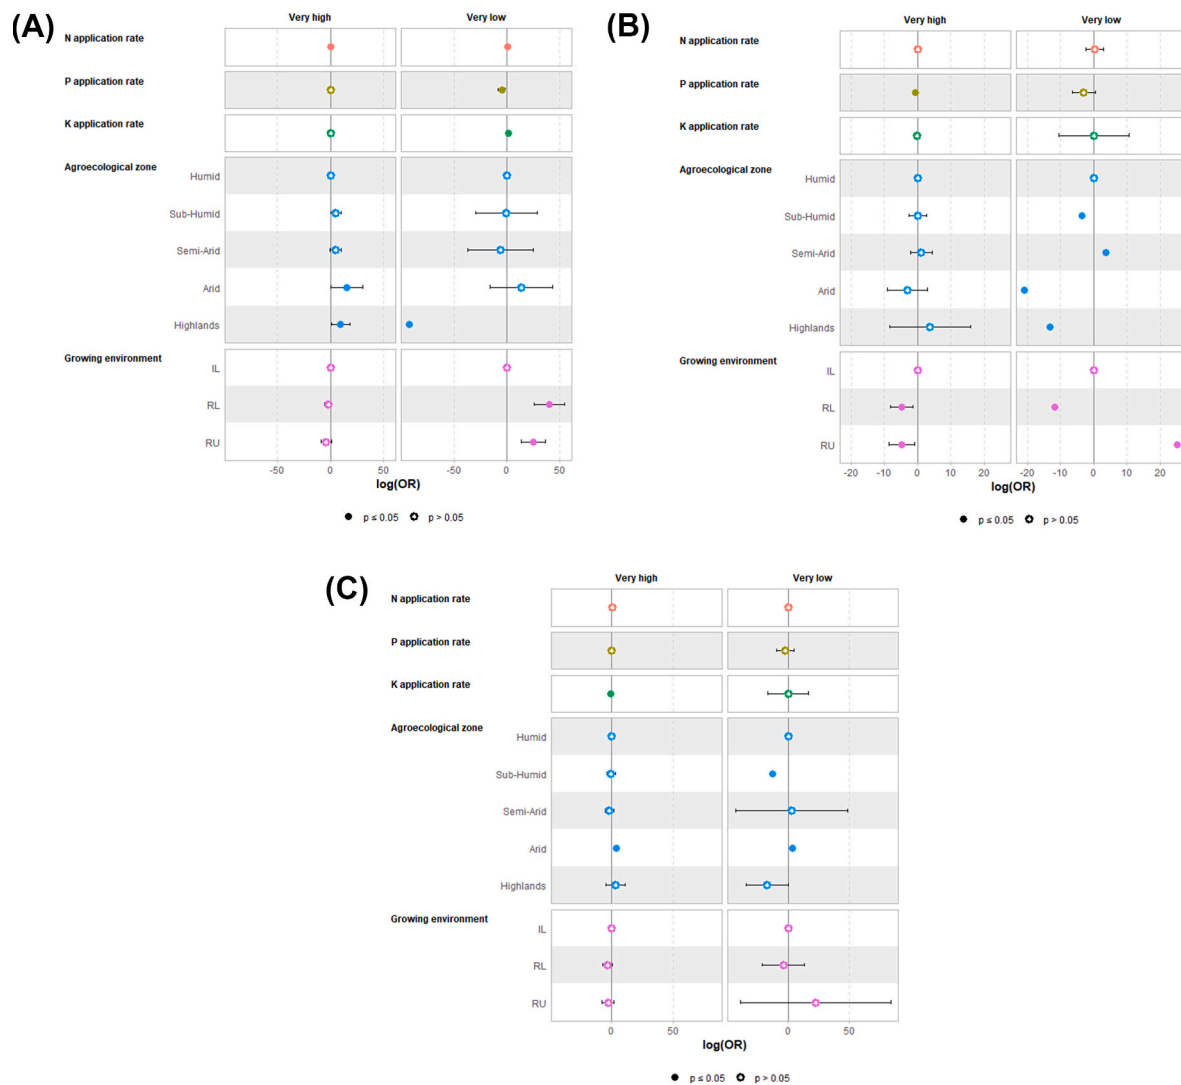 (A)
Very high Very low
N application rate
P application rate
K application rate
Agroecological zone
Humid
Sub-Humid
Semi-Arid
Arid
Highlands
Growing environment
IL
RL
RU
-50 0 50 -50 0 50
log(OR)
p ≤ 0.05 p > 0.05
(B)
Very high Very low
N application rate
P application rate
K application rate
Agroecological zone
Humid
Sub-Humid
Semi-Arid
Arid
Highlands
Growing environment
IL
RL
RU
-20 -10 0 10 20 -20 -10 0 10 20
log(OR)
p ≤ 0.05 p > 0.05
(C)
Very high Very low
N application rate
P application rate
K application rate
Agroecological zone
Humid
Sub-Humid
Semi-Arid
Arid
Highlands
Growing environment
IL
RL
RU
0 50 0 50
log(OR)
p ≤ 0.05 p > 0.05